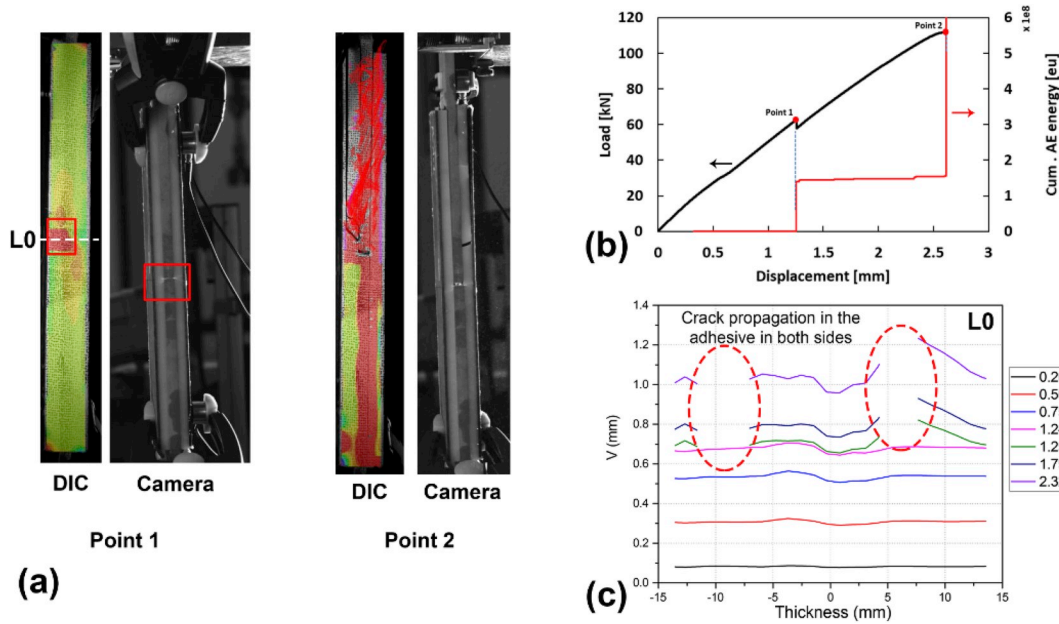 L0
DIC
Camera
Point 1
DIC
Camera
Point 2
(a)
120
100
80
60
40
20
0
Load [kN]
0
0.5
1
1.5
2
2.5
3
Displacement [mm]
Point 1
Point 2
6
5
4
3
2
1
0
x 1e8
Cum . AE energy [eu]
(b)
L0
Crack propagation in the
adhesive in both sides
1.4
1.2
1.0
0.8
0.6
0.4
0.2
0.0
V (mm)
-15
-10
-5
0
5
10
15
Thickness (mm)
0.2
0.5
0.7
1.2
1.2
1.7
2.3
(c)